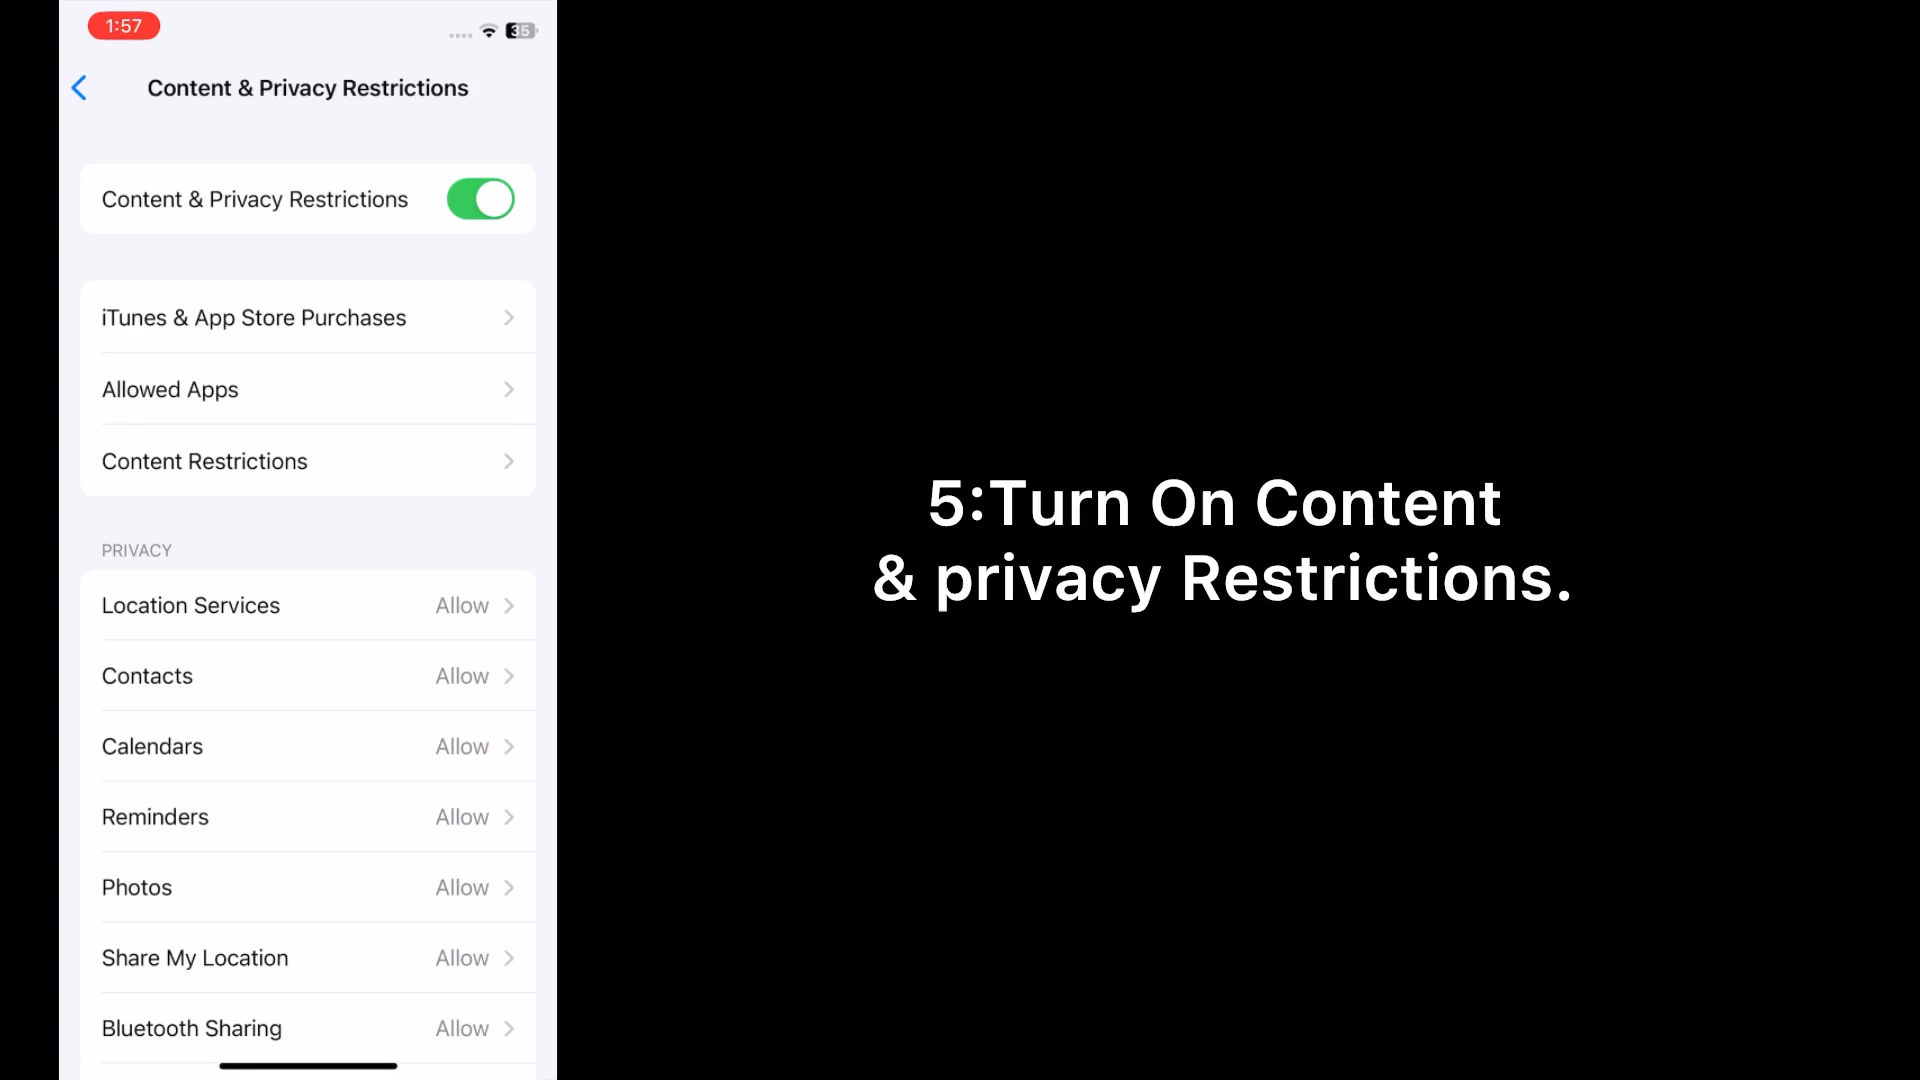 1:57
35
Content & Privacy Restrictions
Content & Privacy Restrictions
iTunes & App Store Purchases
Allowed Apps
Content Restrictions
PRIVACY
Location Services Allow
Contacts Allow
Calendars Allow
Reminders Allow
Photos Allow
Share My Location Allow
Bluetooth Sharing Allow
5:Turn On Content
& privacy Restrictions.